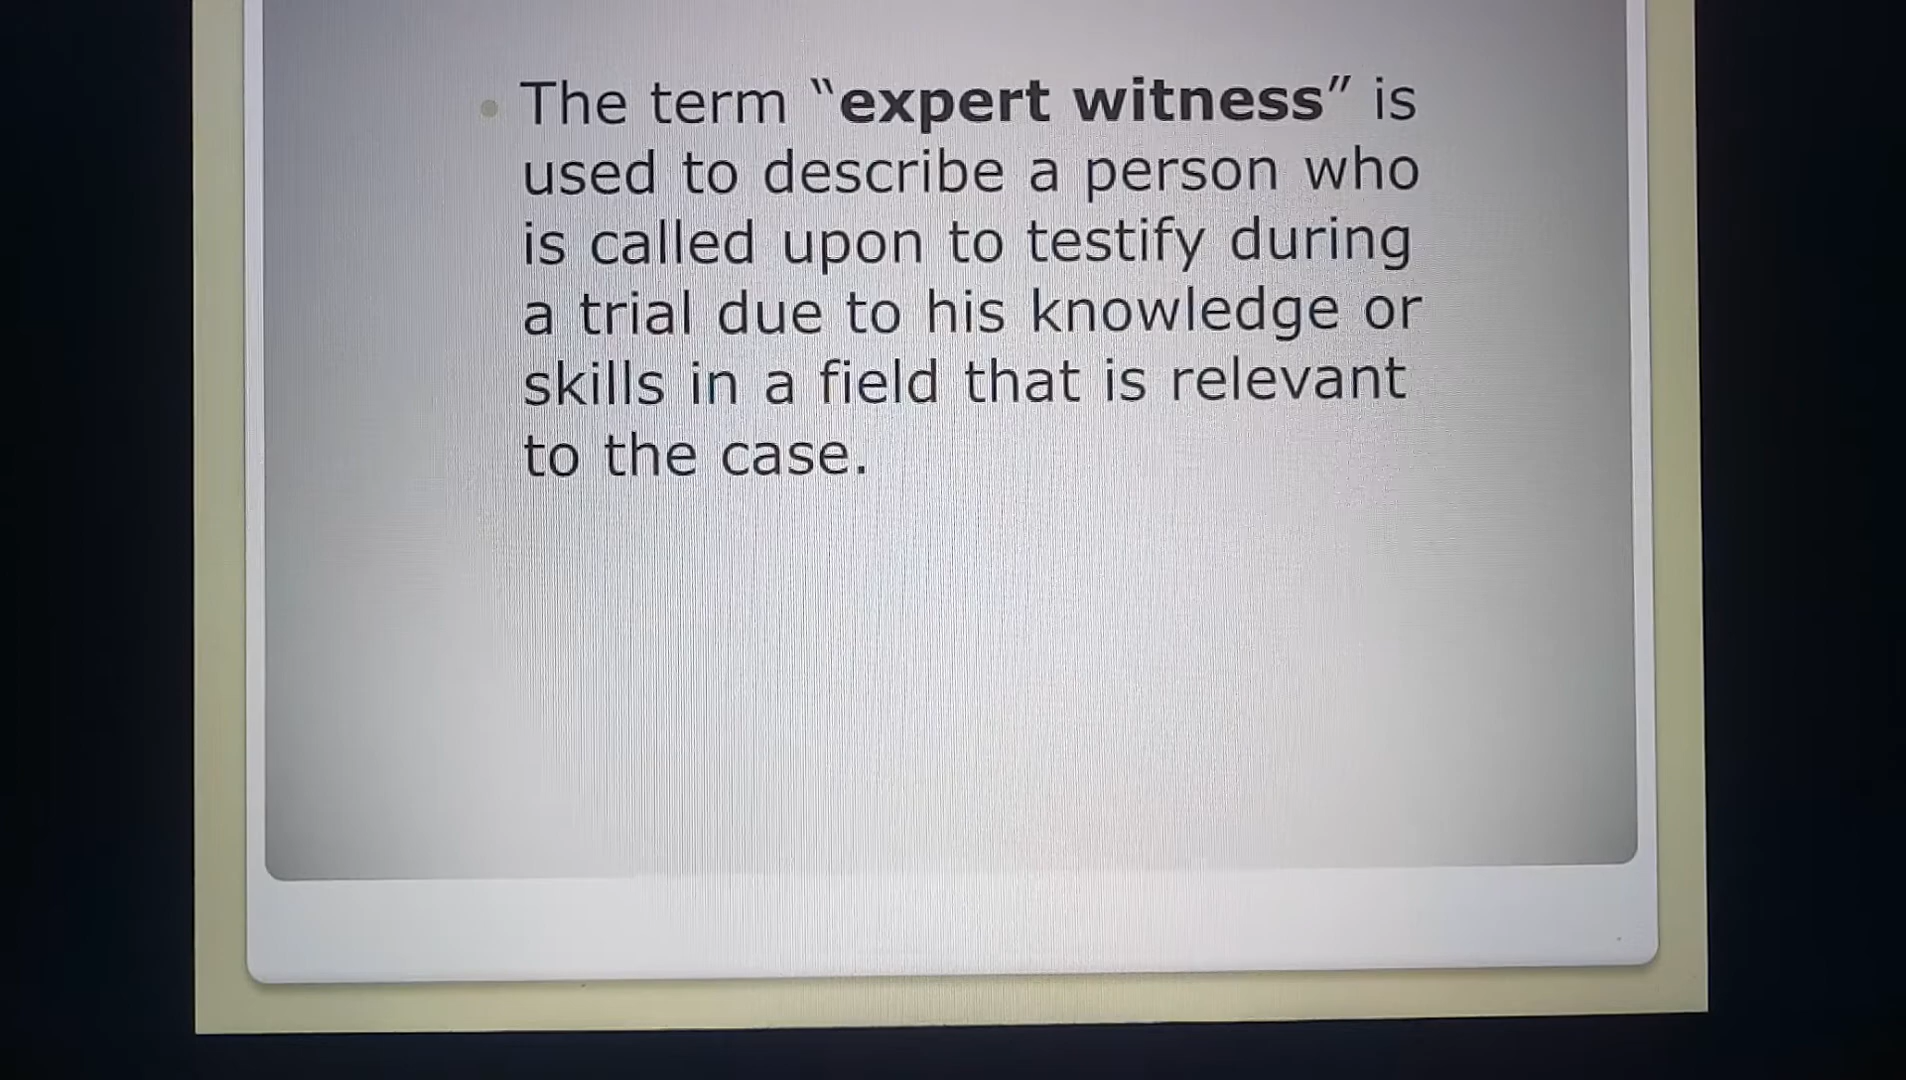 • The term “expert witness” is
used to describe a person who
is called upon to testify during
a trial due to his knowledge or
skills in a field that is relevant
to the case.